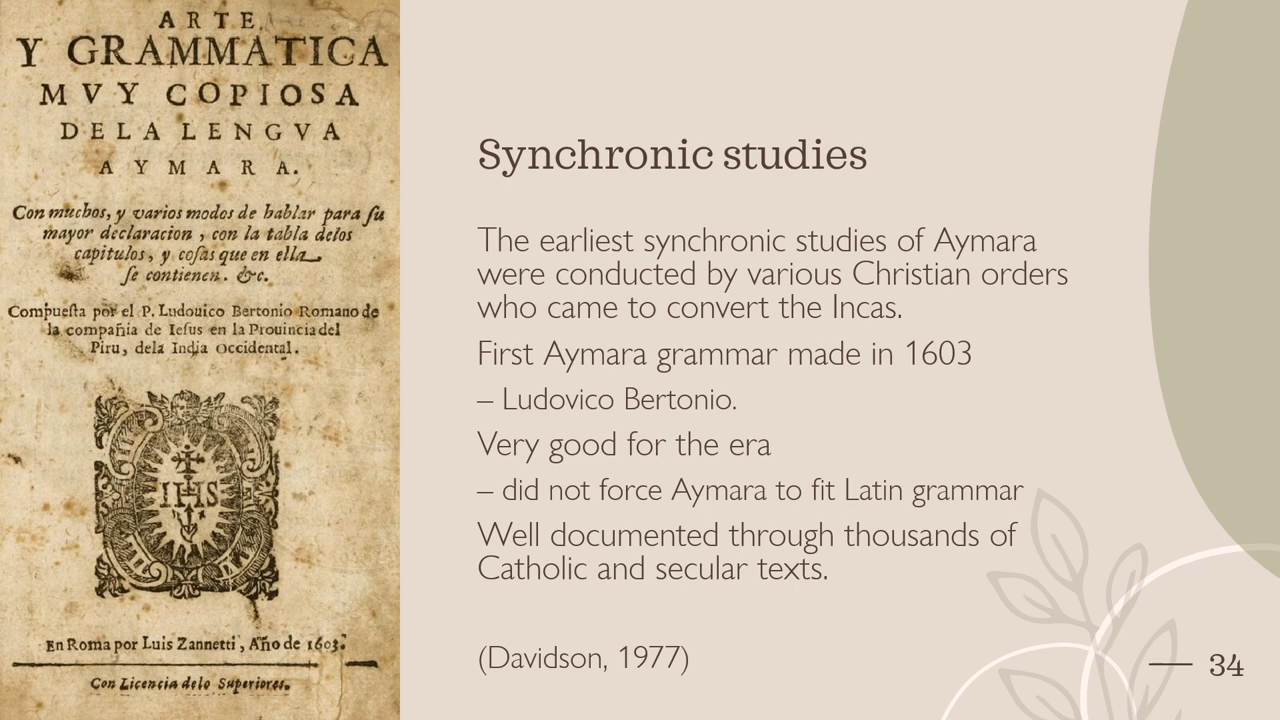 ARTE
Y GRAMMATICA
MVY COPIOSA
DELA LENGVA
AYMARA.
Con muchos, y varios modos de hablar para ſu
mayor declaracion, con la tabla delos
capitulos, y coſas que en ella
ſe contienen. &c.
Compueſta por el P. Ludouico Bertonio Romano de
la compañia de Ieſus en la Prouincia del
Piru, dela India Occidental.
IHS
En Roma por Luis Zannetti, Año de 1603.
Con Licencia delo Superiores.
Synchronic studies
The earliest synchronic studies of Aymara
were conducted by various Christian orders
who came to convert the Incas.
First Aymara grammar made in 1603
– Ludovico Bertonio.
Very good for the era
– did not force Aymara to fit Latin grammar
Well documented through thousands of
Catholic and secular texts.
(Davidson, 1977)
34